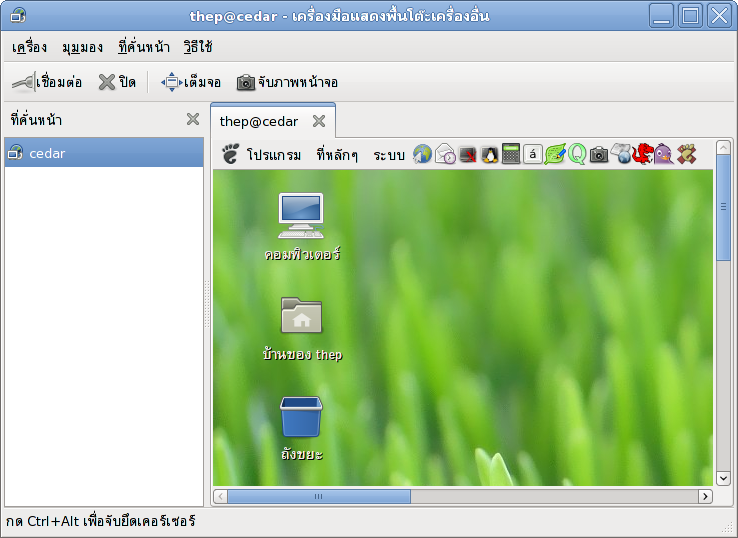 thep@cedar - เครื่องมือแสดงพื้นโต๊ะเครื่องอื่น
เครื่อง มุมมอง ที่คั่นหน้า วิธีใช้
เชื่อมต่อ ปิด เต็มจอ จับภาพหน้าจอ
ที่คั่นหน้า
thep@cedar
cedar
โปรแกรม ที่หลักๆ ระบบ á
คอมพิวเตอร์
บ้านของ thep
ถังขยะ
กด Ctrl+Alt เพื่อจับยึดเคอร์เซอร์